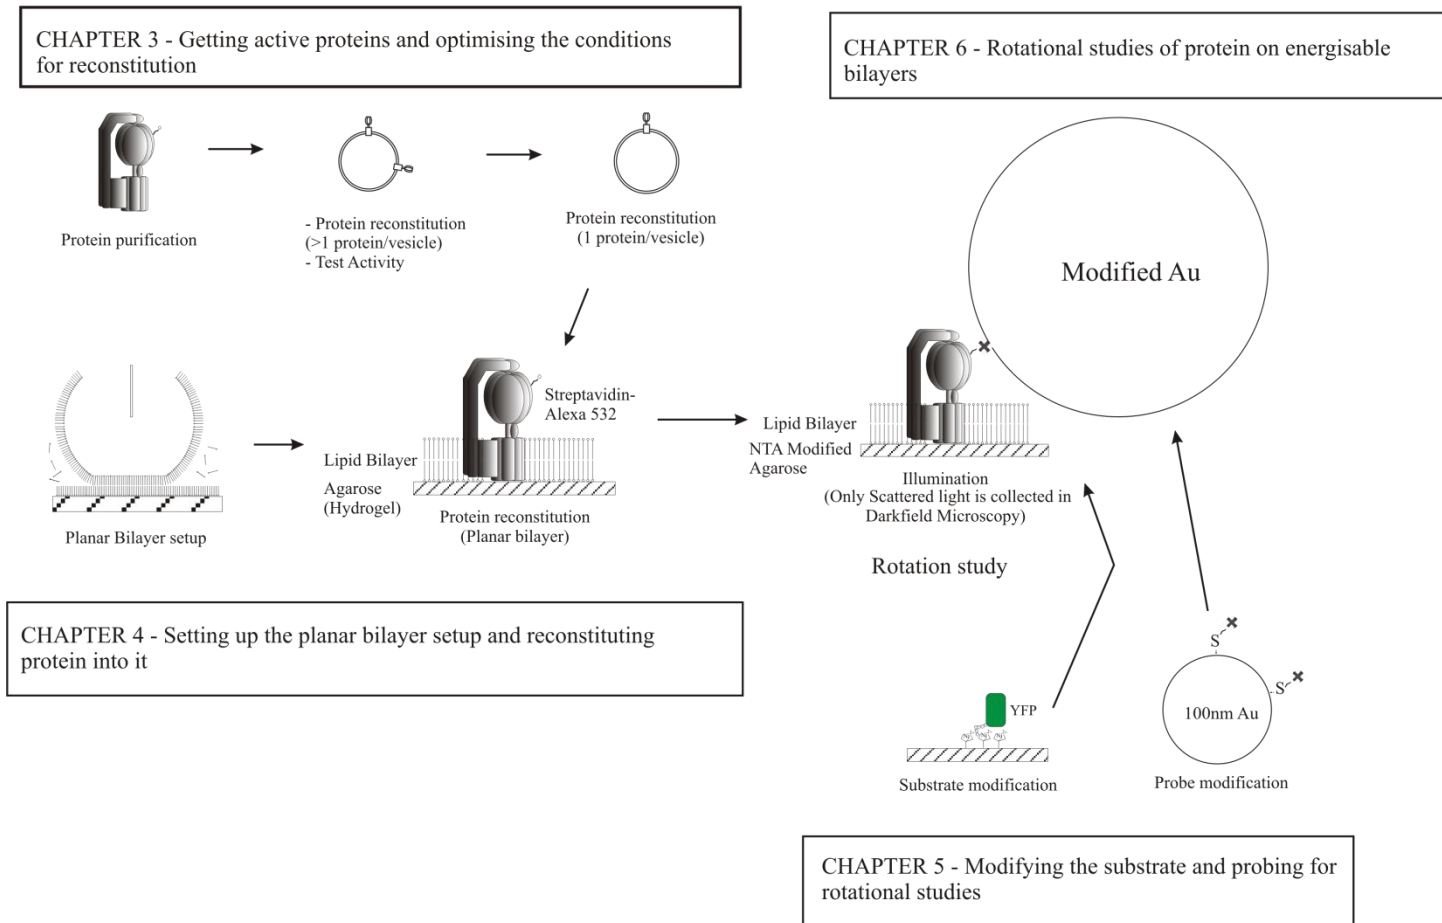 CHAPTER 3 - Getting active proteins and optimising the conditions
for reconstitution
Protein purification
- Protein reconstitution
(>1 protein/vesicle)
- Test Activity
Protein reconstitution
(1 protein/vesicle)
Planar Bilayer setup
Lipid Bilayer
Agarose
(Hydrogel)
Streptavidin-
Alexa 532
Protein reconstitution
(Planar bilayer)
CHAPTER 4 - Setting up the planar bilayer setup and reconstituting
protein into it
CHAPTER 6 - Rotational studies of protein on energisable
bilayers
Modified Au
Lipid Bilayer
NTA Modified
Agarose
Illumination
(Only Scattered light is collected in
Darkfield Microscopy)
Rotation study
YFP
Substrate modification
S
S
100nm Au
Probe modification
CHAPTER 5 - Modifying the substrate and probing for
rotational studies